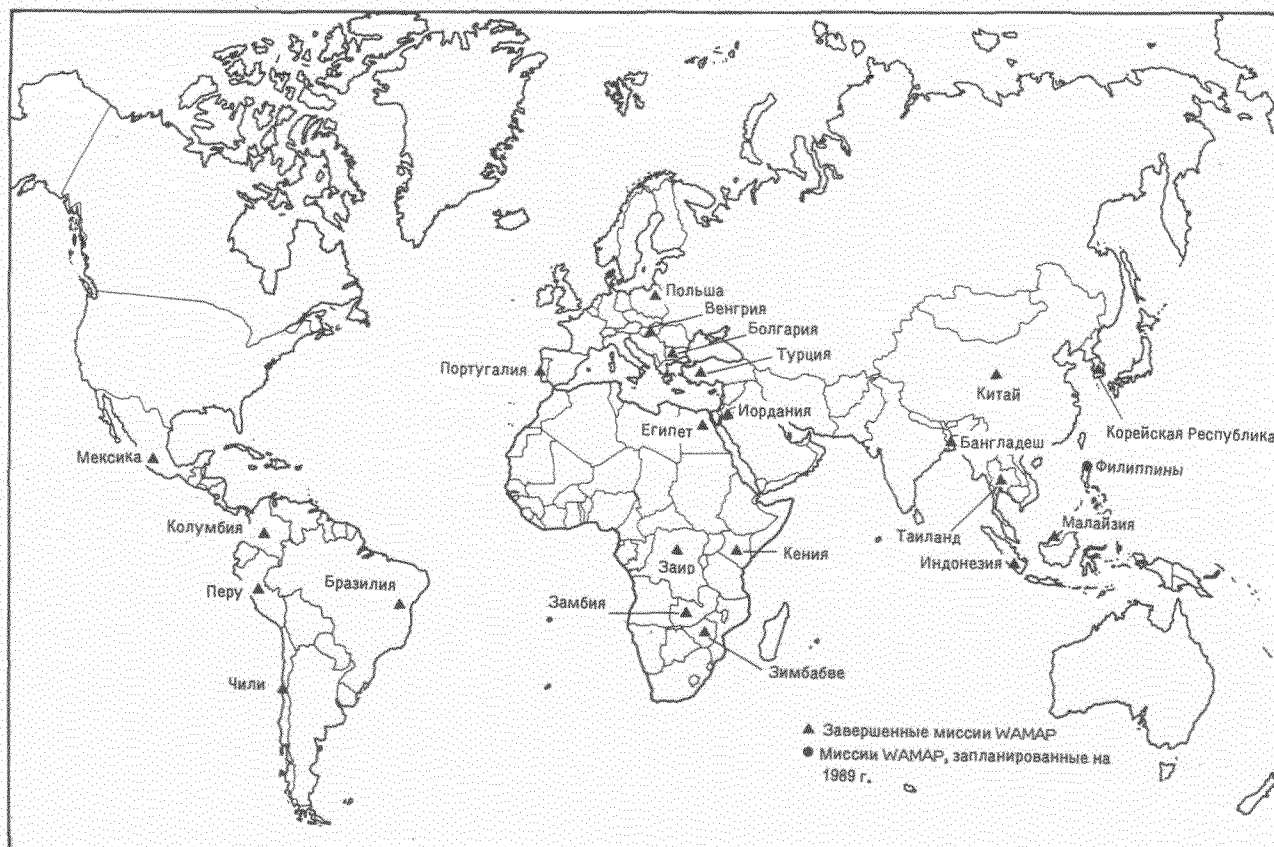 Польша
Венгрия
Болгария
Турция
Португалия
Китай
Иордания
Египет
Корейская Республика
Бангладеш
Мексика
Филиппины
Колумбия
Малайзия
Таиланд
Кения
Индонезия
Заир
Бразилия
Перу
Замбия
Зимбабве
Чили
Завершенные миссии WAMAP
Миссии WAMAP, запланированные на
1989 г.